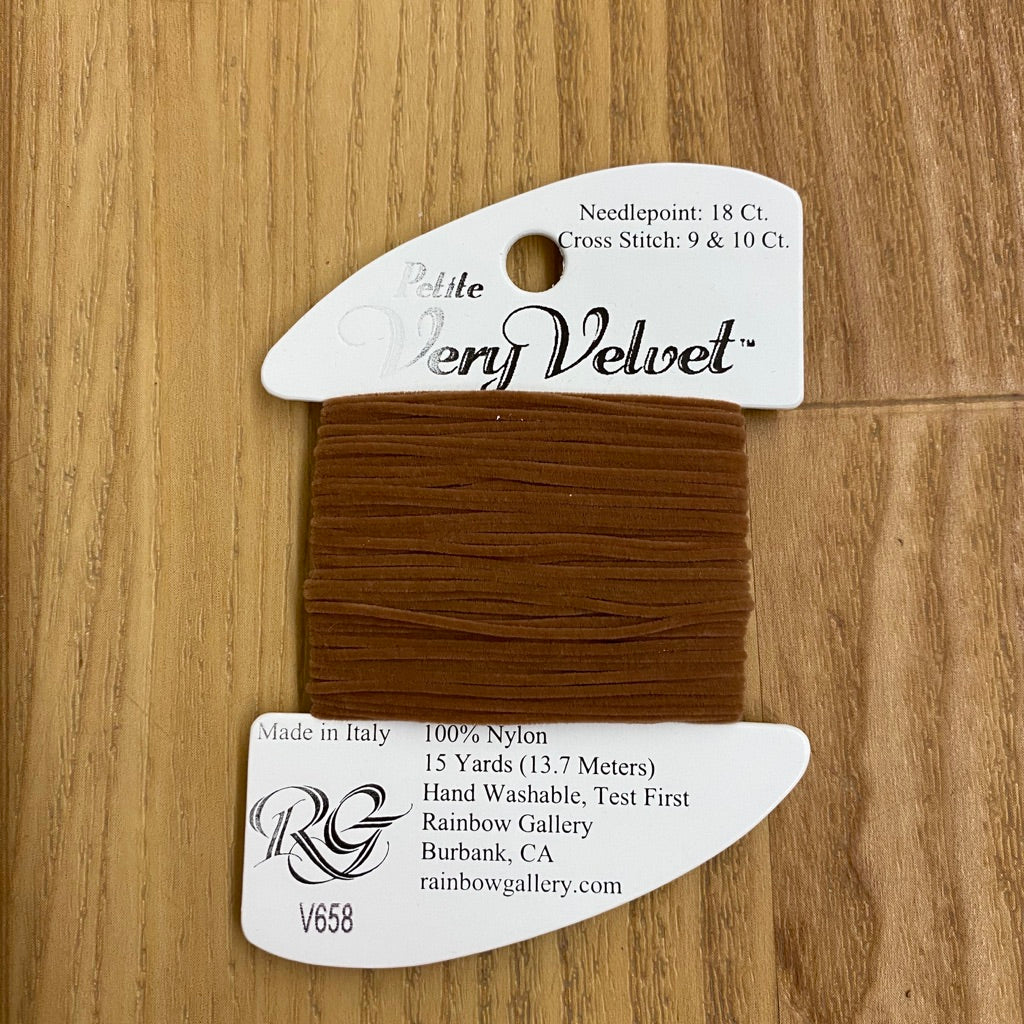 Needlepoint: 18 Ct.
Cross Stitch: 9 & 10 Ct.
Petite
Very Velvet™
Made in Italy
100% Nylon
15 Yards (13.7 Meters)
Hand Washable, Test First
Rainbow Gallery
Burbank, CA
rainbowgallery.com
RG
V658